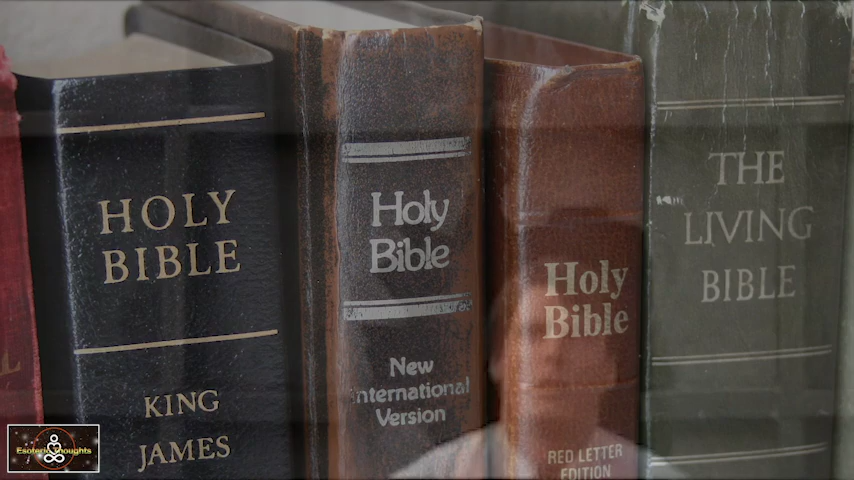 HOLY
BIBLE
KING
JAMES
Holy
Bible
New
International
Version
Holy
Bible
RED LETTER
EDITION
THE
LIVING
BIBLE
Esoteric Thoughts